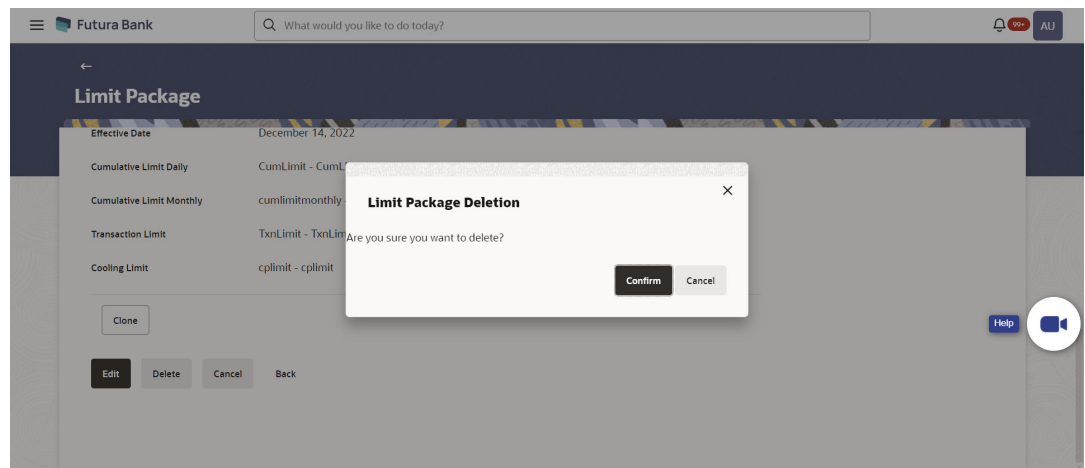 Futura Bank
What would you like to do today?
99+
AU
Limit Package
Effective Date December 14, 2022
Cumulative Limit Daily CumLimit - CumL
Cumulative Limit Monthly cumlimitmonthly -
Transaction Limit TxnLimit - TxnLim
Cooling Limit cplimit - cplimit
Limit Package Deletion
Are you sure you want to delete?
Confirm Cancel
Clone
Help
Edit Delete Cancel Back